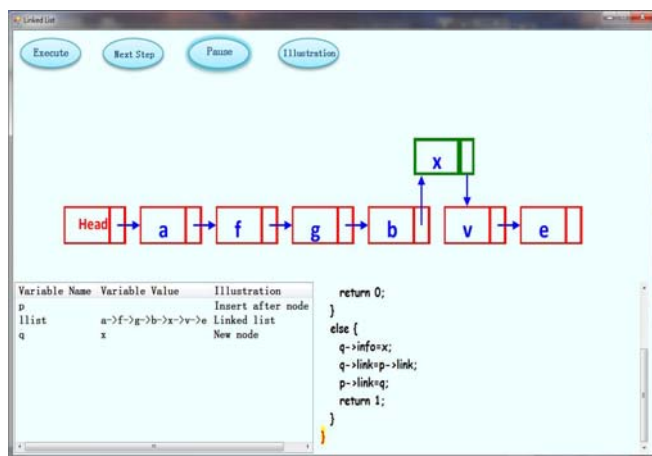 Linked List
Execute
Next Step
Pause
Illustration
x
Head a f g b v e
Variable Name Variable Value Illustration
p Insert after node
llist a->f->g->b->x->v->e Linked list
q x New node
return 0;
}
else {
q->info=x;
q->link=p->link;
p->link=q;
return 1;
}
}